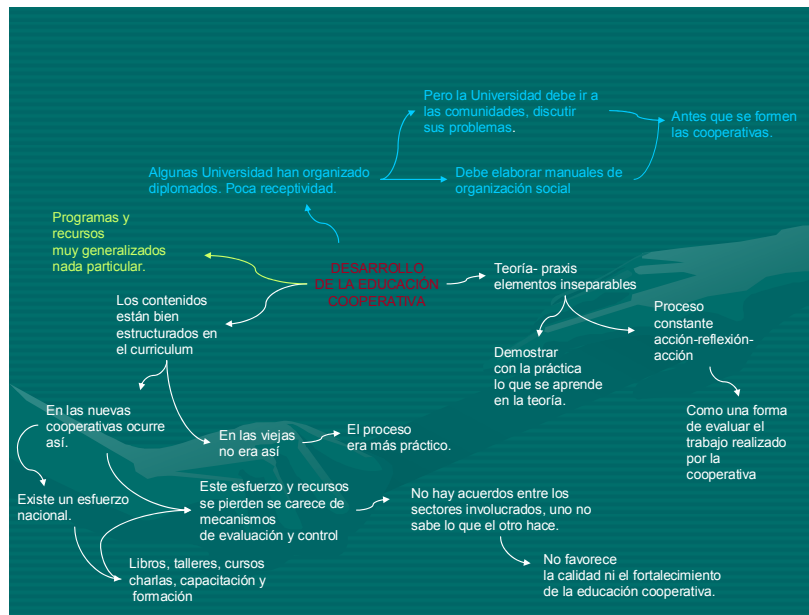 Pero la Universidad debe ir a
las comunidades, discutir
sus problemas.
Antes que se formen
las cooperativas.
Algunas Universidad han organizado
diplomados. Poca receptividad.
Debe elaborar manuales de
organización social
Programas y
recursos
muy generalizados
nada particular.
DESARROLLO
DE LA EDUCACIÓN
COOPERATIVA
Teoría- praxis
elementos inseparables
Los contenidos
están bien
estructurados en
el curriculum
Proceso
constante
acción-reflexión-
acción
Demostrar
con la práctica
lo que se aprende
en la teoría.
En las nuevas
cooperativas ocurre
así.
En las viejas
no era así
El proceso
era más práctico.
Como una forma
de evaluar el
trabajo realizado
por la
cooperativa
Existe un esfuerzo
nacional.
Este esfuerzo y recursos
se pierden se carece de
mecanismos
de evaluación y control
No hay acuerdos entre los
sectores involucrados, uno no
sabe lo que el otro hace.
Libros, talleres, cursos
charlas, capacitación y
formación
No favorece
la calidad ni el fortalecimiento
de la educación cooperativa.